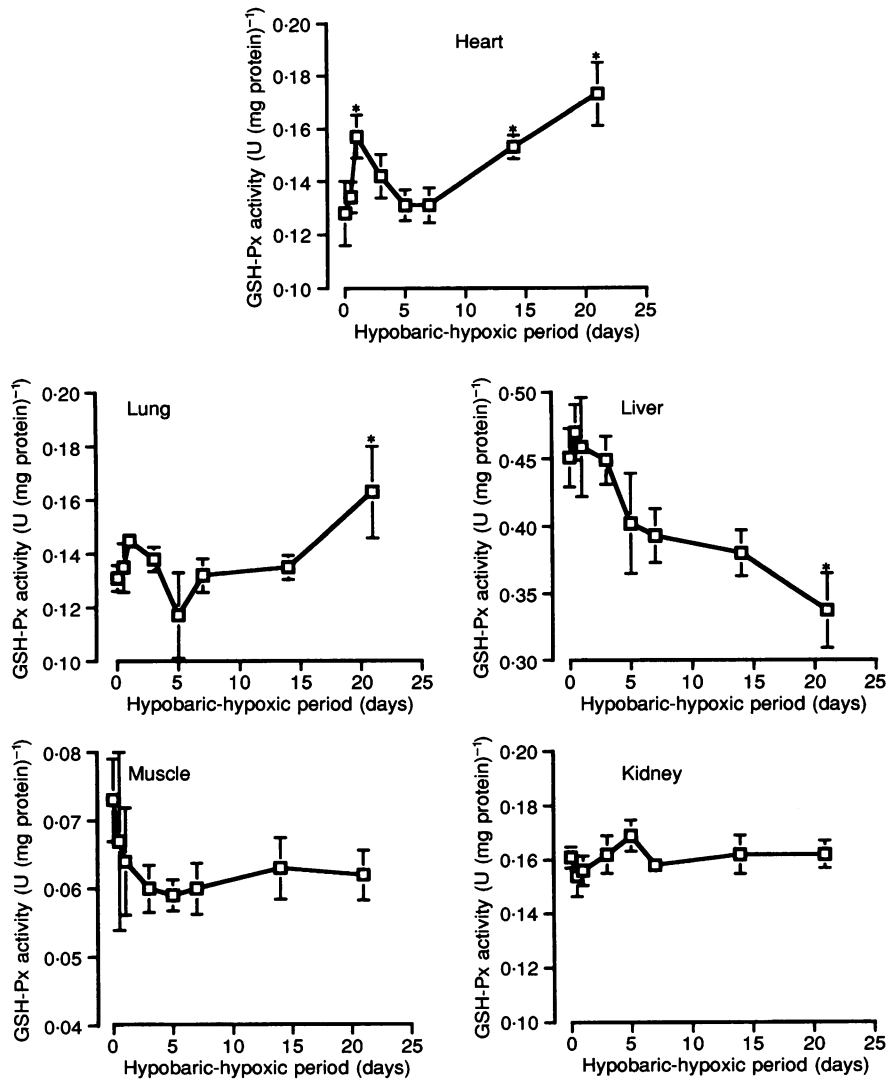 Heart
*
*
*
GSH-Px activity (U (mg protein)⁻¹)
0·20
0·18
0·16
0·14
0·12
0·10
0 5 10 15 20 25
Hypobaric-hypoxic period (days)
Lung
*
GSH-Px activity (U (mg protein)⁻¹)
0·20
0·18
0·16
0·14
0·12
0·10
0 5 10 15 20 25
Hypobaric-hypoxic period (days)
Liver
*
GSH-Px activity (U (mg protein)⁻¹)
0·50
0·45
0·40
0·35
0·30
0 5 10 15 20 25
Hypobaric-hypoxic period (days)
Muscle
GSH-Px activity (U (mg protein)⁻¹)
0·08
0·07
0·06
0·05
0·04
0 5 10 15 20 25
Hypobaric-hypoxic period (days)
Kidney
GSH-Px activity (U (mg protein)⁻¹)
0·20
0·18
0·16
0·14
0·12
0·10
0 5 10 15 20 25
Hypobaric-hypoxic period (days)